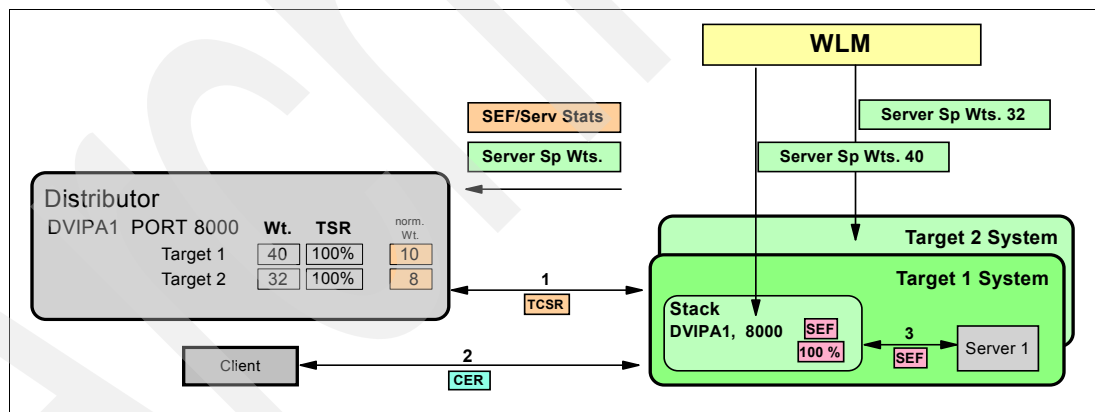 WLM
SEF/Serv Stats
Server Sp Wts. 32
Server Sp Wts.
Server Sp Wts. 40
Distributor
DVIPA1 PORT 8000 Wt. TSR norm. Wt.
Target 1 40 100% 10
Target 2 32 100% 8
Target 2 System
Target 1 System
1
TCSR
Stack
DVIPA1, 8000 SEF
100 %
3
SEF
Server 1
Client
2
CER